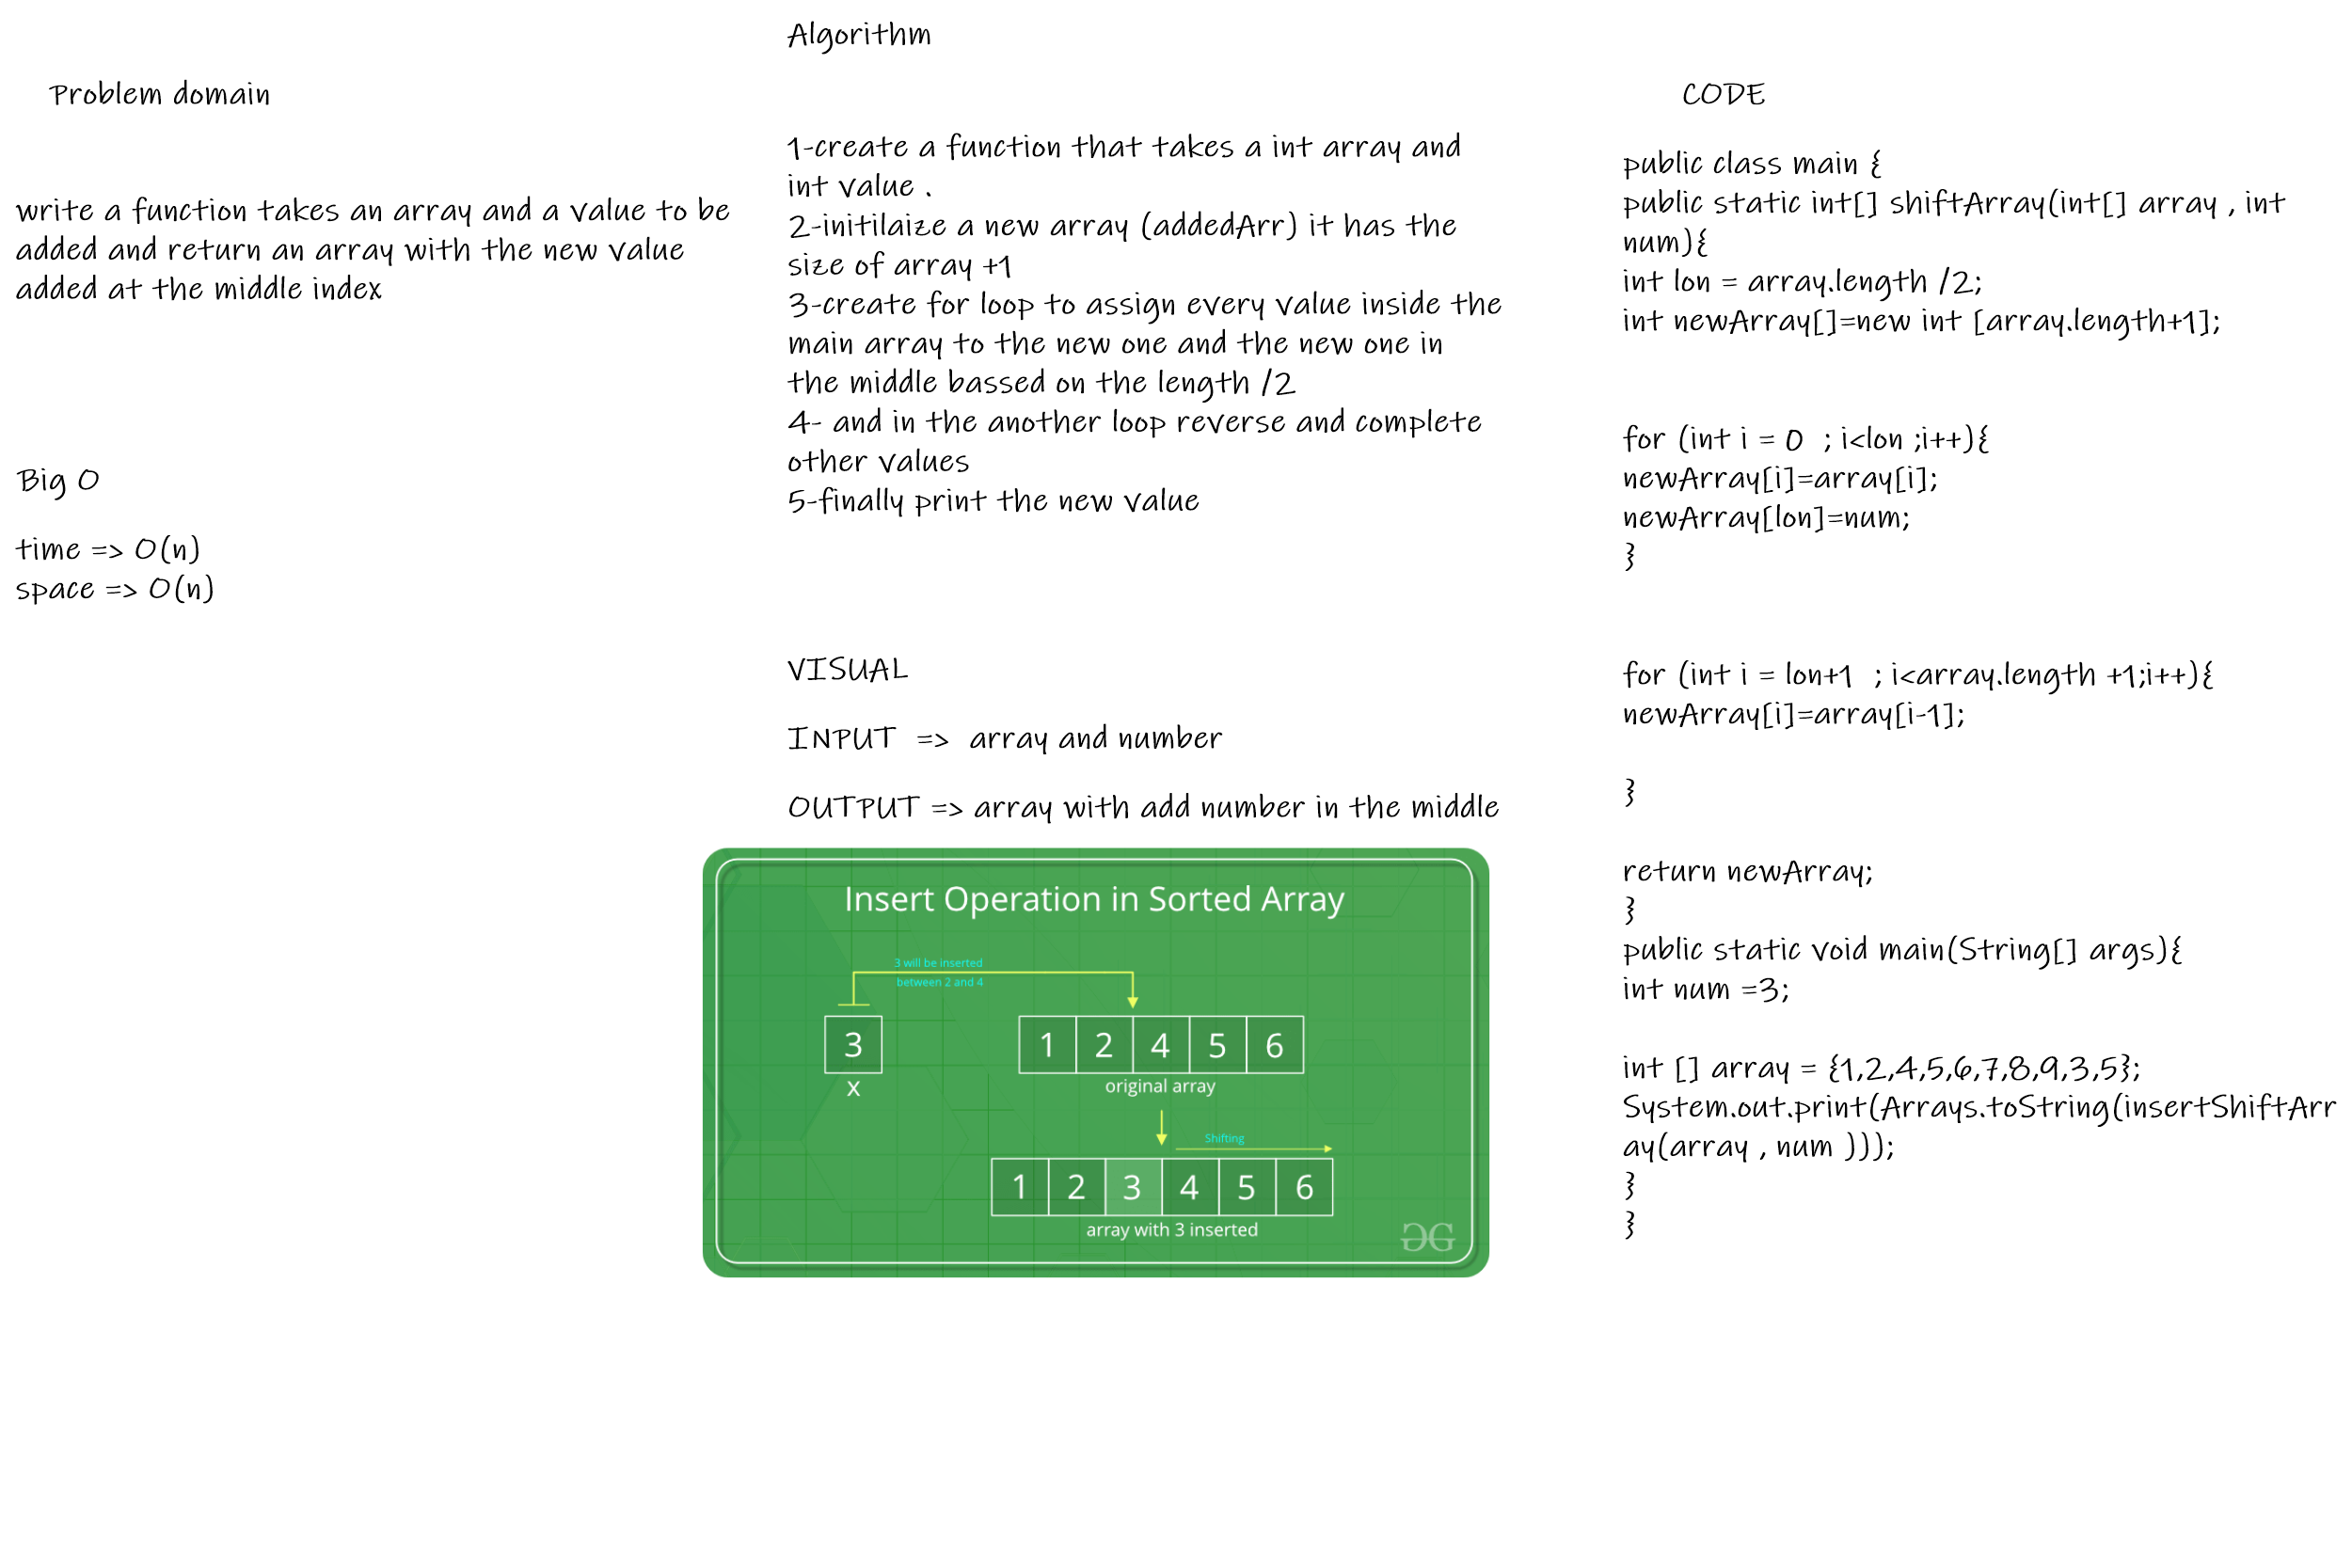 Problem domain
write a function takes an array and a value to be
added and return an array with the new value
added at the middle index
Big O
time => O(n)
space => O(n)
Algorithm
1-create a function that takes a int array and
int value .
2-initilaize a new array (addedArr) it has the
size of array +1
3-create for loop to assign every value inside the
main array to the new one and the new one in
the middle bassed on the length /2
4- and in the another loop reverse and complete
other values
5-finally print the new value
VISUAL
INPUT => array and number
OUTPUT => array with add number in the middle
Insert Operation in Sorted Array
3 will be inserted
between 2 and 4
3
x
1 2 4 5 6
original array
Shifting
1 2 3 4 5 6
array with 3 inserted
CODE
public class main {
public static int[] shiftArray(int[] array , int
num){
int lon = array.length /2;
int newArray[]=new int [array.length+1];
for (int i = 0 ; i<lon ;i++){
newArray[i]=array[i];
newArray[lon]=num;
}
for (int i = lon+1 ; i<array.length +1;i++){
newArray[i]=array[i-1];
}
return newArray;
}
public static void main(String[] args){
int num =3;
int [] array = {1,2,4,5,6,7,8,9,3,5};
System.out.print(Arrays.toString(insertShiftArr
ay(array , num )));
}
}